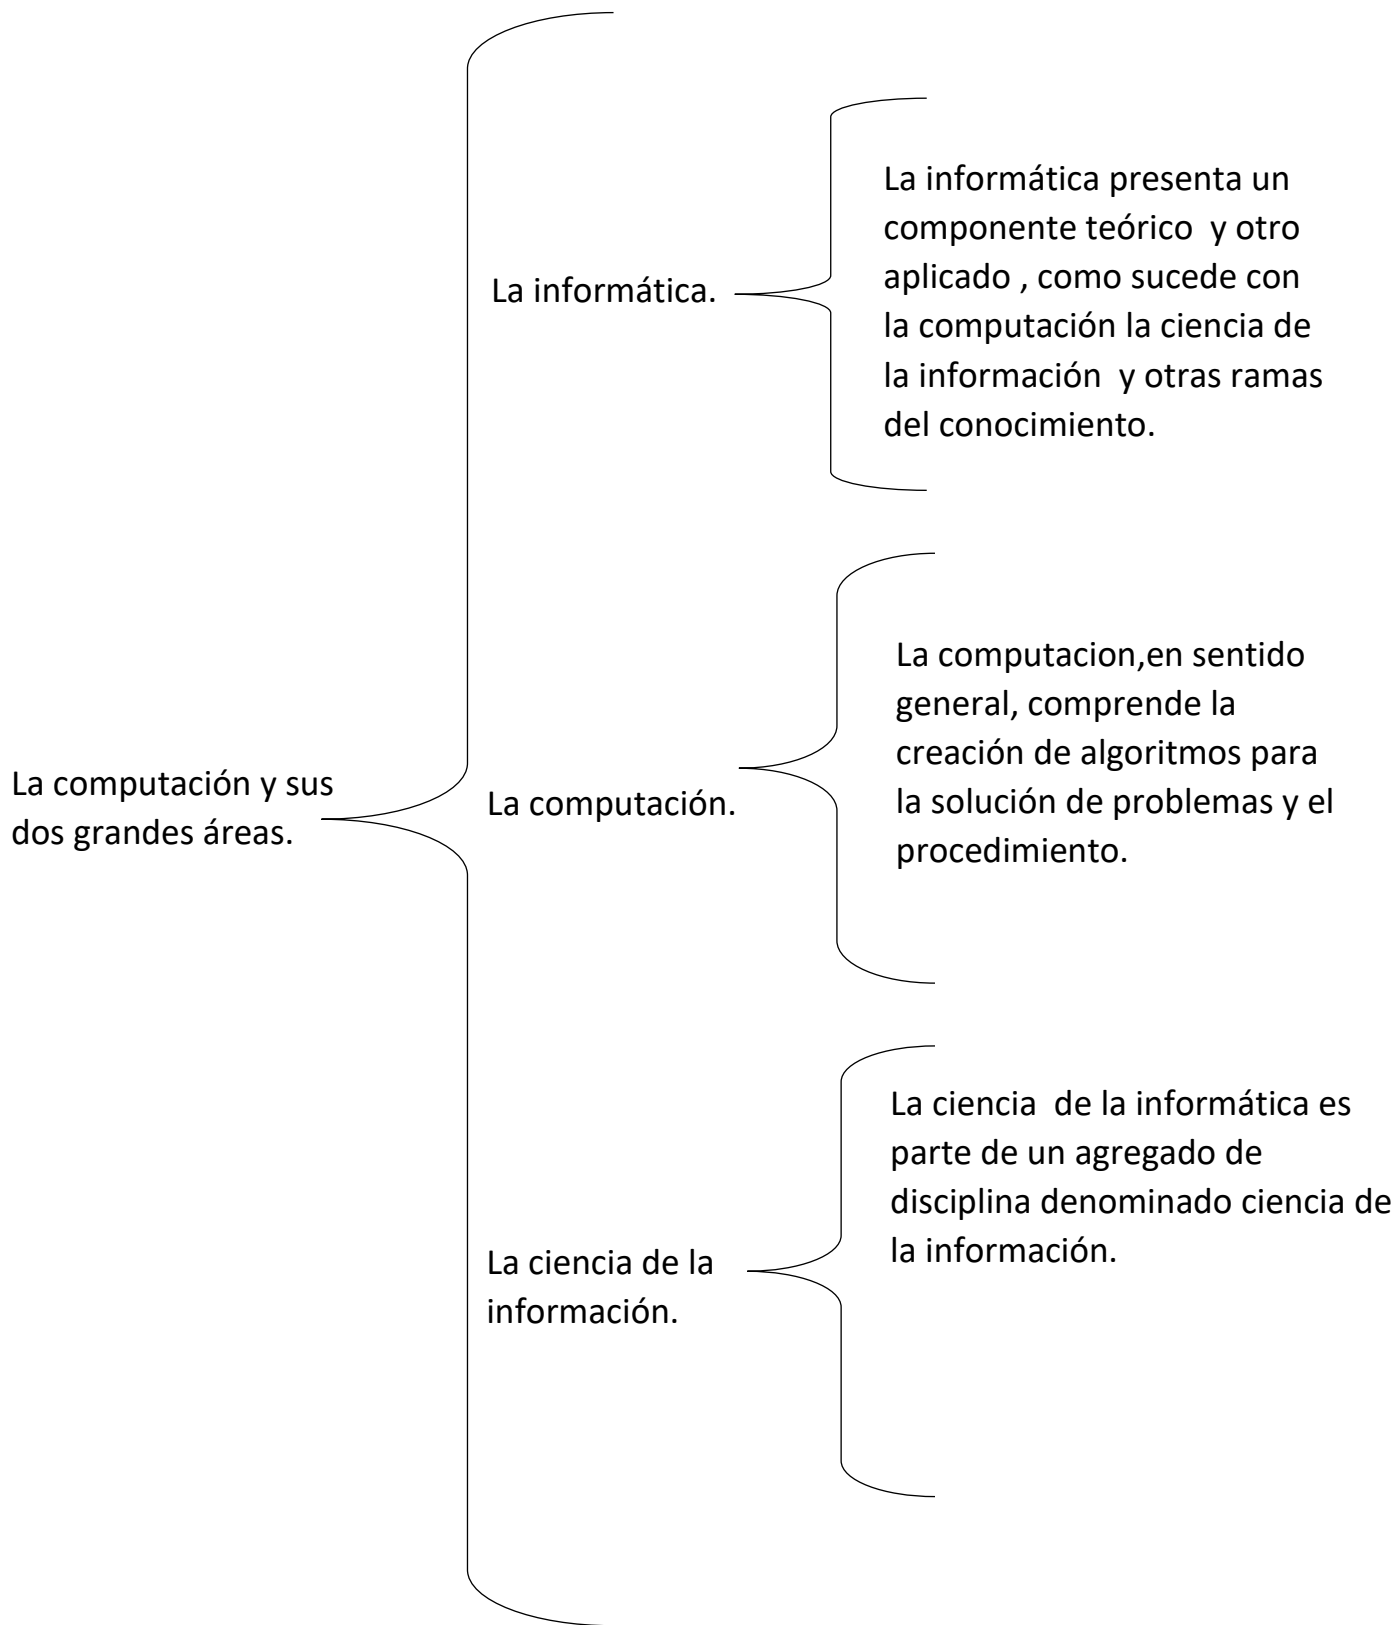 La computación y sus
dos grandes áreas.
La informática.
La informática presenta un
componente teórico  y otro
aplicado , como sucede con
la computación la ciencia de
la información  y otras ramas
del conocimiento.
La computación.
La computacion,en sentido
general, comprende la
creación de algoritmos para
la solución de problemas y el
procedimiento.
La ciencia de la
información.
La ciencia  de la informática es
parte de un agregado de
disciplina denominado ciencia de
la información.